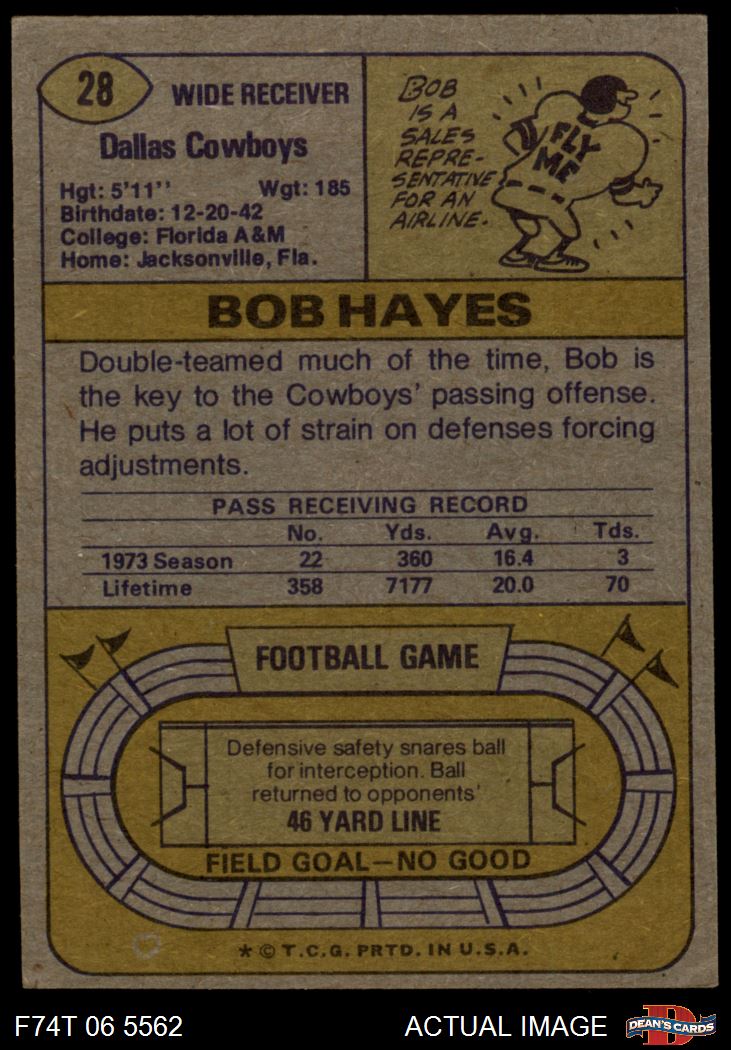 28
WIDE RECEIVER
Dallas Cowboys
Hgt: 5'11'' Wgt: 185
Birthdate: 12-20-42
College: Florida A&M
Home: Jacksonville, Fla.
BOB
IS A
SALES
REPRE-
SENTATIVE
FOR AN
AIRLINE.
FLY
ME
BOB HAYES
Double-teamed much of the time, Bob is
the key to the Cowboys' passing offense.
He puts a lot of strain on defenses forcing
adjustments.
PASS RECEIVING RECORD
No. Yds. Avg. Tds.
1973 Season 22 360 16.4 3
Lifetime 358 7177 20.0 70
FOOTBALL GAME
Defensive safety snares ball
for interception. Ball
returned to opponents'
46 YARD LINE
FIELD GOAL—NO GOOD
* © T.C.G. PRTD. IN U.S.A.
F74T 06 5562 ACTUAL IMAGE
D
DEAN'S CARDS